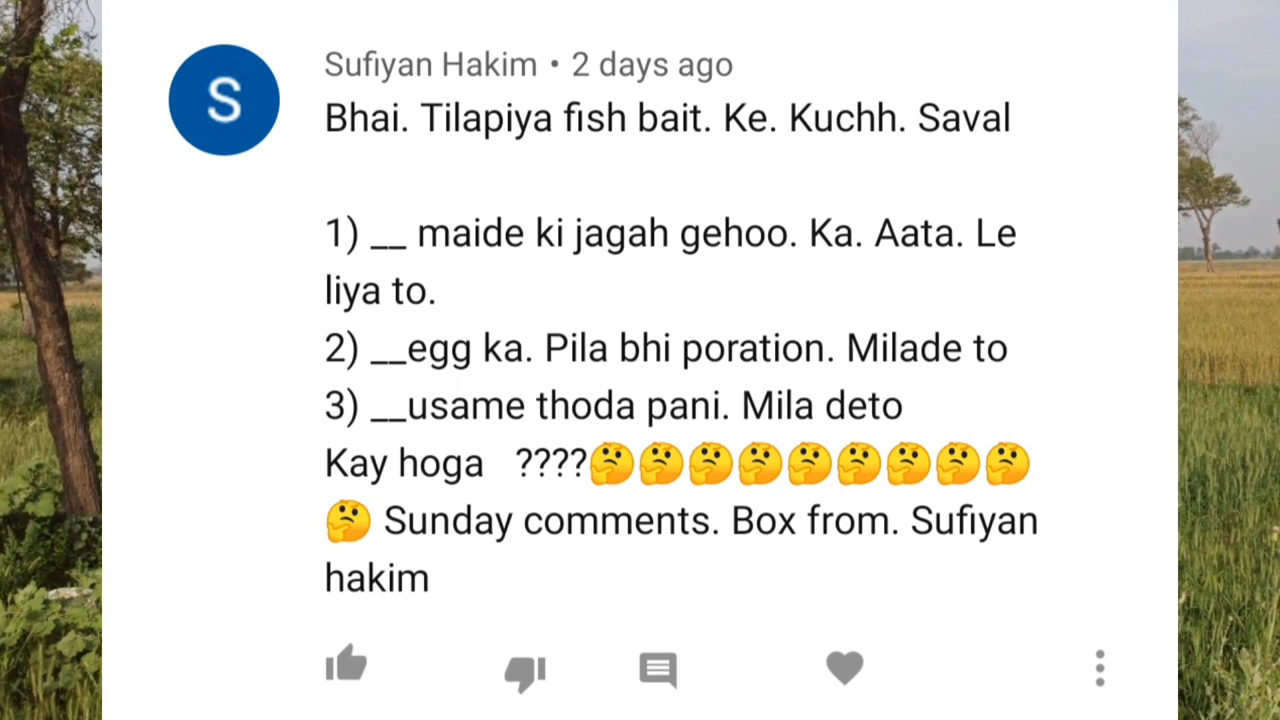 S
Sufiyan Hakim • 2 days ago
Bhai. Tilapiya fish bait. Ke. Kuchh. Saval
1) __ maide ki jagah gehoo. Ka. Aata. Le
liya to.
2) __egg ka. Pila bhi poration. Milade to
3) __usame thoda pani. Mila deto
Kay hoga ????🤔🤔🤔🤔🤔🤔🤔🤔🤔
🤔 Sunday comments. Box from. Sufiyan
hakim